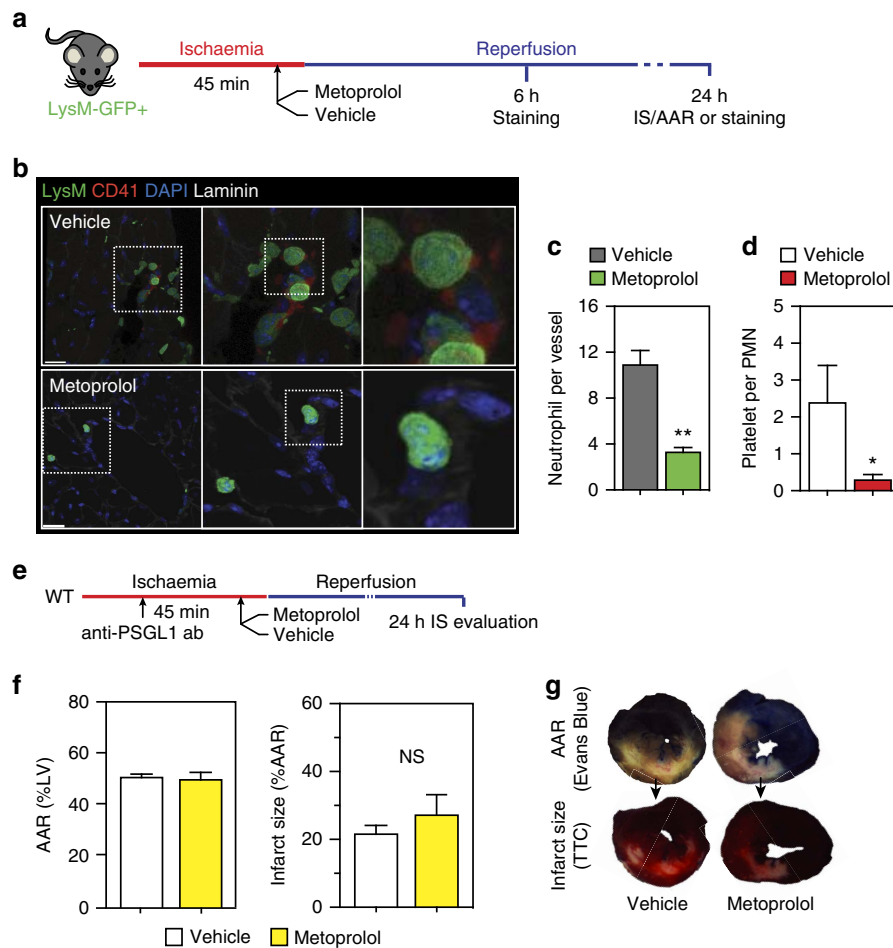 a
Ischaemia
Reperfusion
45 min
Metoprolol
Vehicle
6 h
Staining
24 h
IS/AAR or staining
LysM-GFP+
b
LysM CD41 DAPI Laminin
Vehicle
Metoprolol
c
Vehicle
Metoprolol
Neutrophil per vessel
16
12
8
4
0
**
d
Vehicle
Metoprolol
Platelet per PMN
5
4
3
2
1
0
*
e
WT
Ischaemia
Reperfusion
45 min
anti-PSGL1 ab
Metoprolol
Vehicle
24 h IS evaluation
f
AAR (%LV)
80
60
40
20
0
Infarct size (%AAR)
60
40
20
0
NS
Vehicle
Metoprolol
g
AAR
(Evans Blue)
Infarct size
(TTC)
Vehicle
Metoprolol